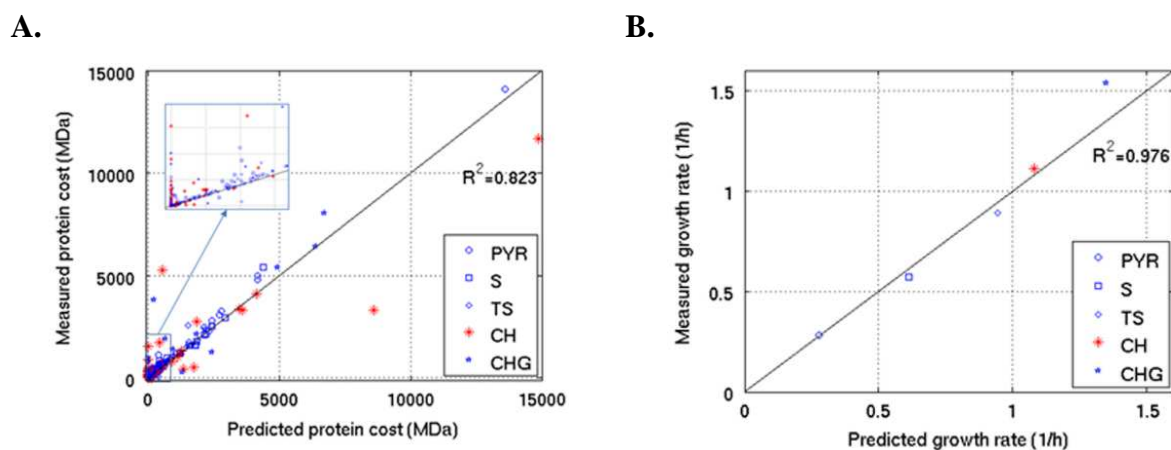 A.
B.
15000
10000
5000
0
0
5000
10000
15000
Measured protein cost (MDa)
Predicted protein cost (MDa)
R²=0.823
PYR
S
TS
CH
CHG
1.5
1
0.5
0
0
0.5
1
1.5
Measured growth rate (1/h)
Predicted growth rate (1/h)
R²=0.976
PYR
S
TS
CH
CHG